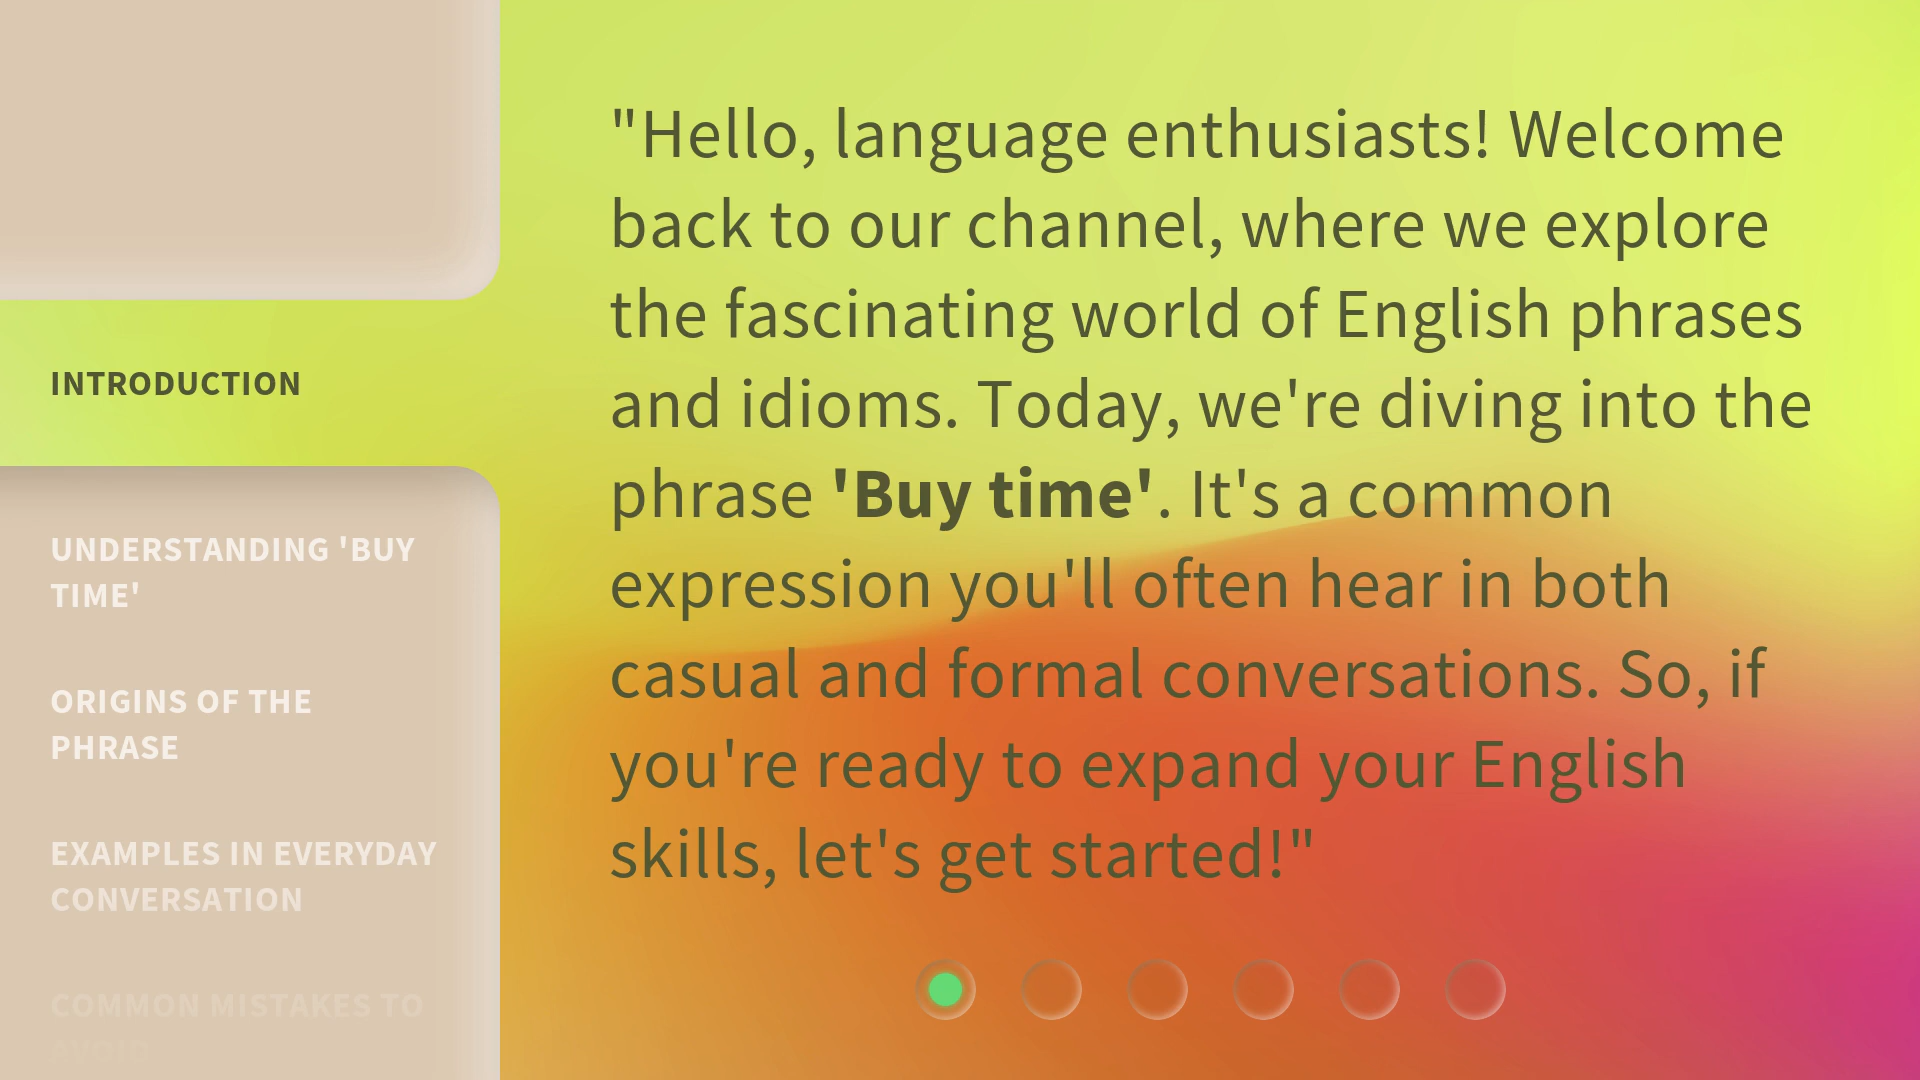 INTRODUCTION
UNDERSTANDING 'BUY
TIME'
ORIGINS OF THE
PHRASE
EXAMPLES IN EVERYDAY
CONVERSATION
COMMON MISTAKES TO
AVOID
"Hello, language enthusiasts! Welcome
back to our channel, where we explore
the fascinating world of English phrases
and idioms. Today, we're diving into the
phrase 'Buy time'. It's a common
expression you'll often hear in both
casual and formal conversations. So, if
you're ready to expand your English
skills, let's get started!"